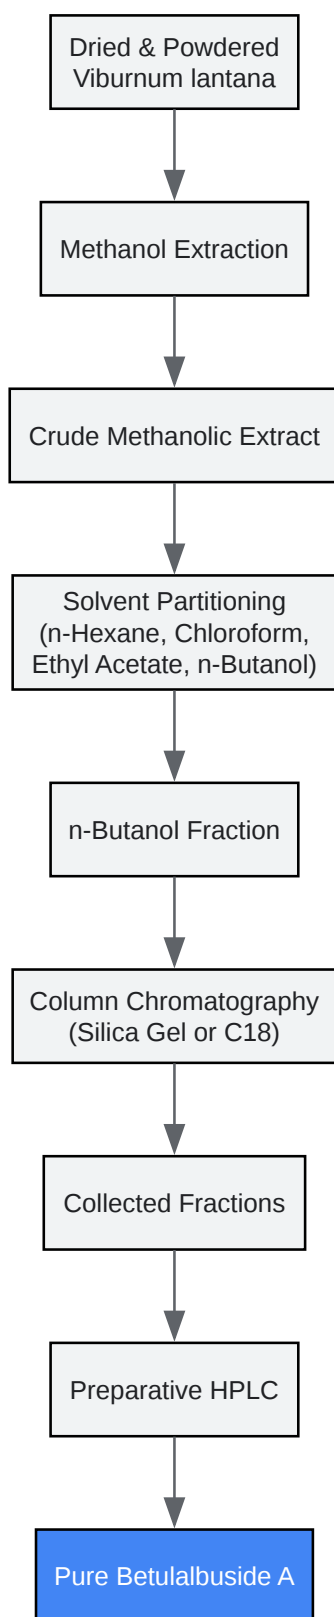 Dried & Powdered
Viburnum lantana
Methanol Extraction
Crude Methanolic Extract
Solvent Partitioning
(n-Hexane, Chloroform,
Ethyl Acetate, n-Butanol)
n-Butanol Fraction
Column Chromatography
(Silica Gel or C18)
Collected Fractions
Preparative HPLC
Pure Betulalbuside A